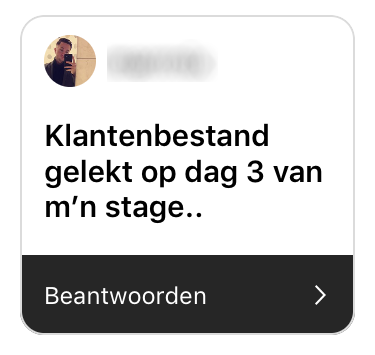 Klantenbestand
gelekt op dag 3 van
m’n stage..
Beantwoorden